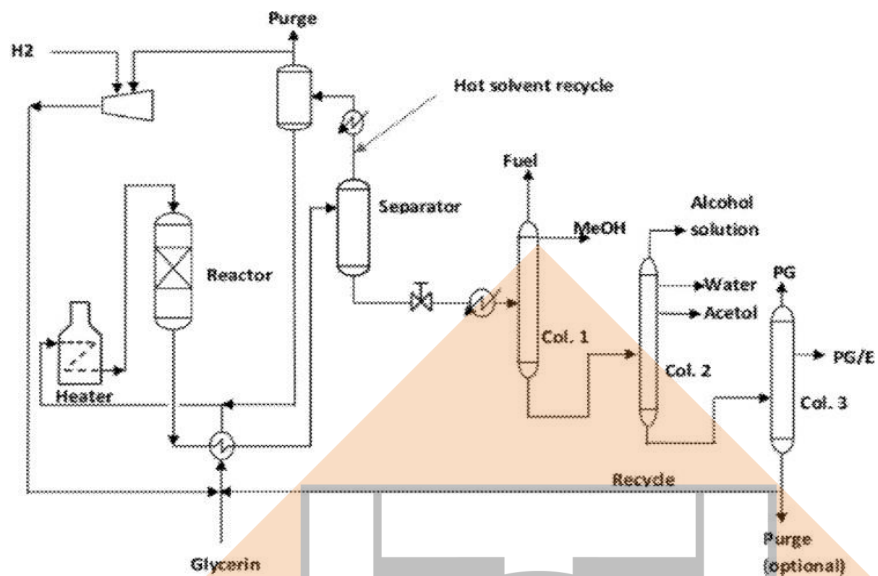 Purge
H2
Hot solvent recycle
Fuel
Alcohol
solution
MeOH
Separator
Reactor
Water
PG
Acetol
Col. 1
PG/E
Col. 2
Heater
Col. 3
Recycle
Glycerin
Purge
(optional)